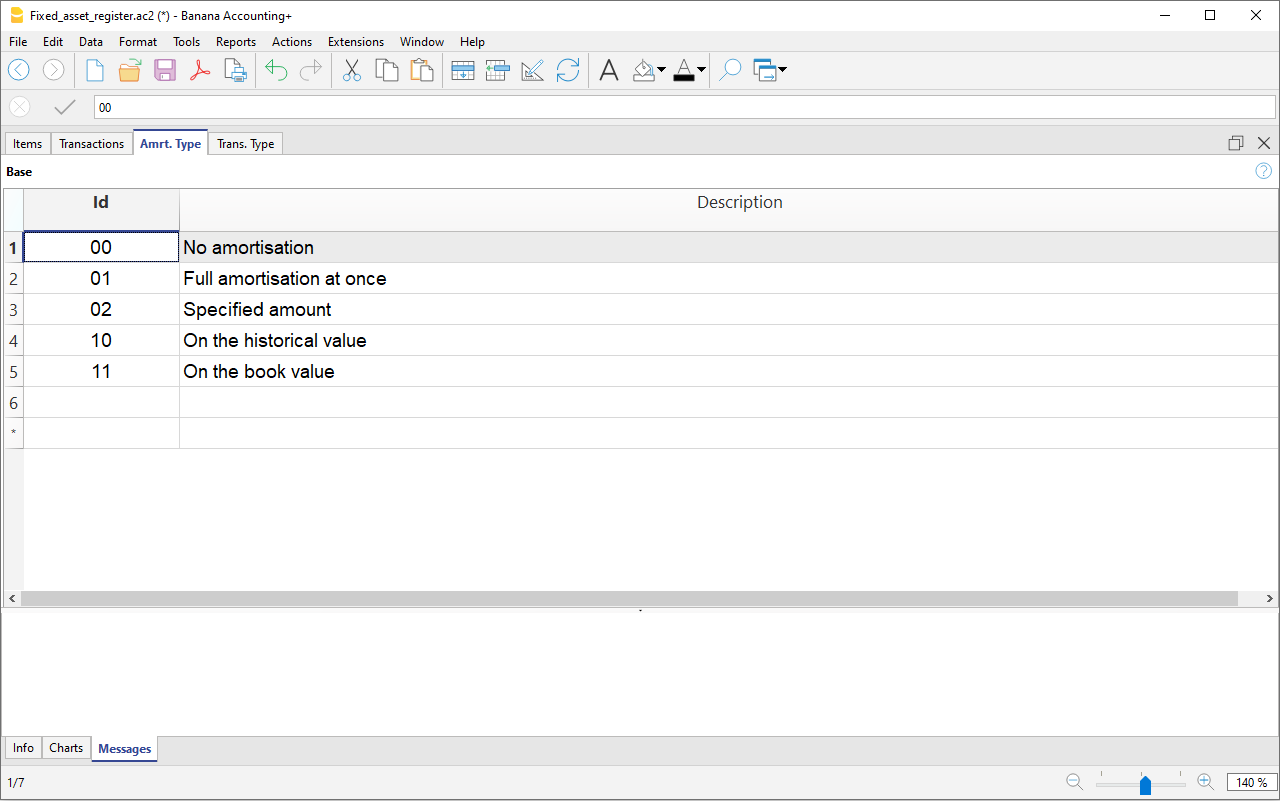 Fixed_asset_register.ac2 (*) - Banana Accounting+
File Edit Data Format Tools Reports Actions Extensions Window Help
00
Items Transactions Amrt. Type Trans. Type
Base
Id Description
1 00 No amortisation
2 01 Full amortisation at once
3 02 Specified amount
4 10 On the historical value
5 11 On the book value
6
*
Info Charts Messages
1/7 140 %